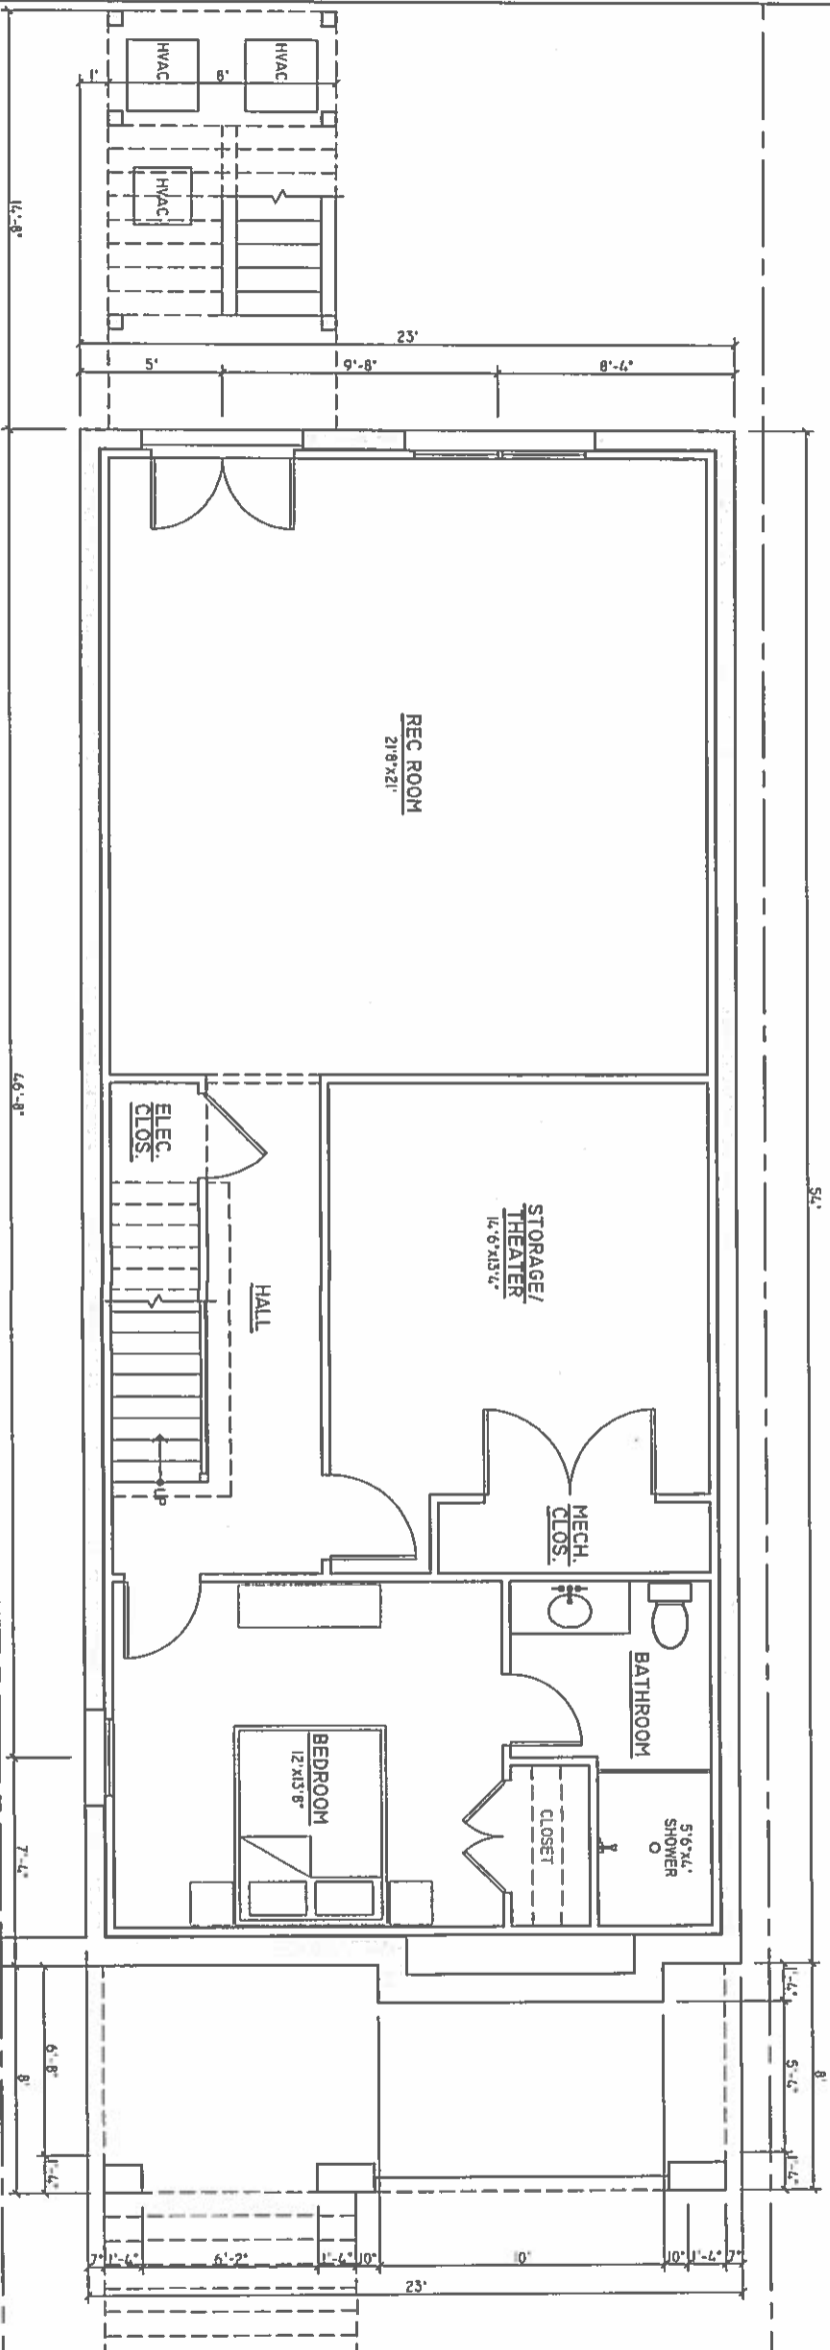 HVAC
HVAC
1'
8'
HVAC
14'-8"
23'
5'
9'-8"
8'-4"
REC ROOM
21'8"x21'
46'-8"
54'
ELEC.
CLOS.
STORAGE/
THEATER
14'6"x13'4"
HALL
UP
MECH.
CLOS.
BATHROOM
BEDROOM
12'x13'8"
CLOSET
5'6"x4'
SHOWER
7'-4"
1'-4"
8'
6'-8"
8'
5'-4"
1'-4"
1'-4"
7"
1'-4"
6'-2"
1'-4"
10"
10'
10"
1'-4"
7"
23'